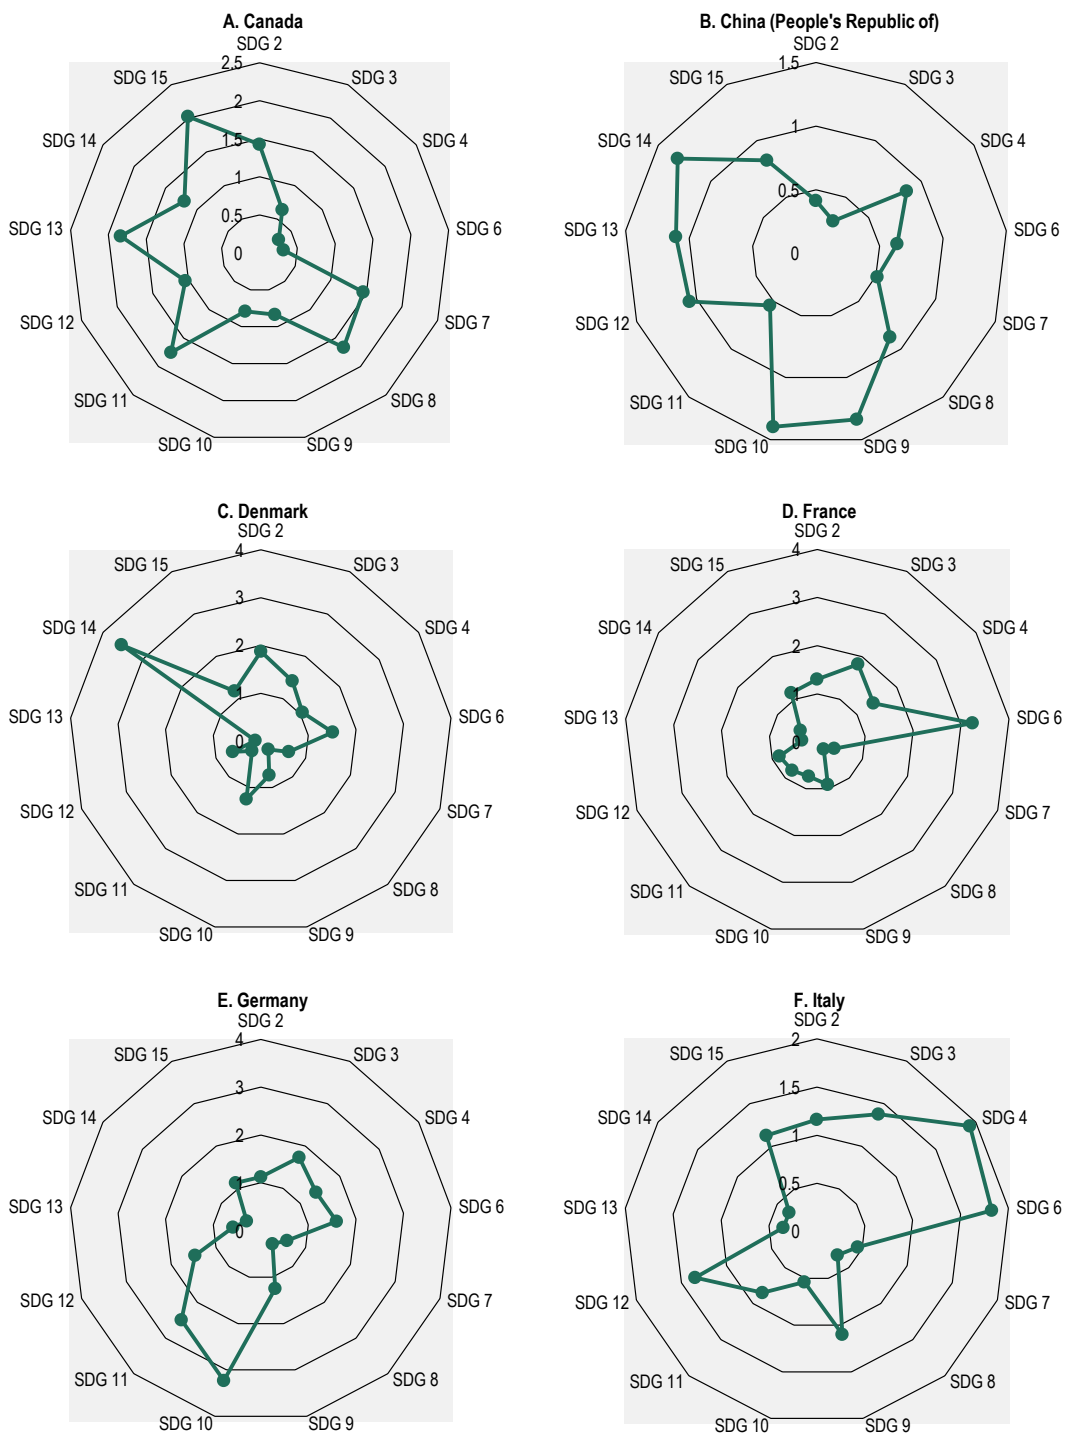 A. Canada
SDG 2
SDG 3
SDG 4
SDG 6
SDG 7
SDG 8
SDG 9
SDG 10
SDG 11
SDG 12
SDG 13
SDG 14
SDG 15
2.5
2
1.5
1
0.5
0
B. China (People's Republic of)
SDG 2
SDG 3
SDG 4
SDG 6
SDG 7
SDG 8
SDG 9
SDG 10
SDG 11
SDG 12
SDG 13
SDG 14
SDG 15
1.5
1
0.5
0
C. Denmark
SDG 2
SDG 3
SDG 4
SDG 6
SDG 7
SDG 8
SDG 9
SDG 10
SDG 11
SDG 12
SDG 13
SDG 14
SDG 15
4
3
2
1
0
D. France
SDG 2
SDG 3
SDG 4
SDG 6
SDG 7
SDG 8
SDG 9
SDG 10
SDG 11
SDG 12
SDG 13
SDG 14
SDG 15
4
3
2
1
0
E. Germany
SDG 2
SDG 3
SDG 4
SDG 6
SDG 7
SDG 8
SDG 9
SDG 10
SDG 11
SDG 12
SDG 13
SDG 14
SDG 15
4
3
2
1
0
F. Italy
SDG 2
SDG 3
SDG 4
SDG 6
SDG 7
SDG 8
SDG 9
SDG 10
SDG 11
SDG 12
SDG 13
SDG 14
SDG 15
2
1.5
1
0.5
0